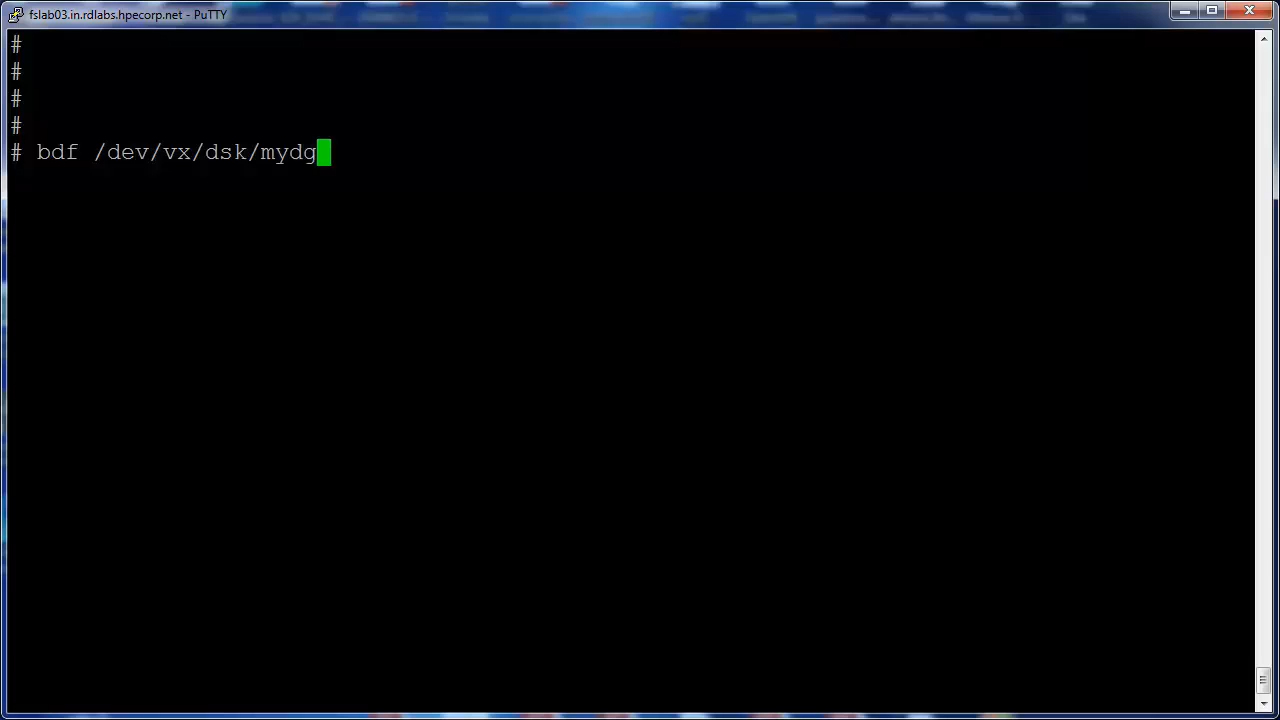 fslab03.in.rdlabs.hpecorp.net - PuTTY
#
#
#
#
# bdf /dev/vx/dsk/mydg